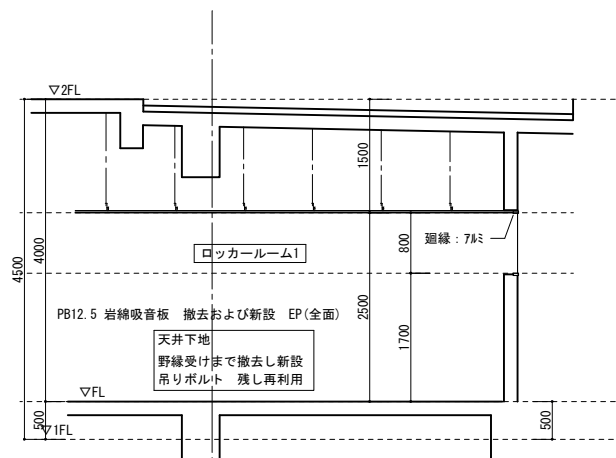 ▽2FL
1500
廻縁：ｱﾙﾐ
ロッカールーム1
800
4500
4000
2500
PB12.5 岩綿吸音板 撤去および新設 EP(全面)
天井下地
野縁受けまで撤去し新設
吊りボルト 残し再利用
1700
▽FL
500
▽1FL
500